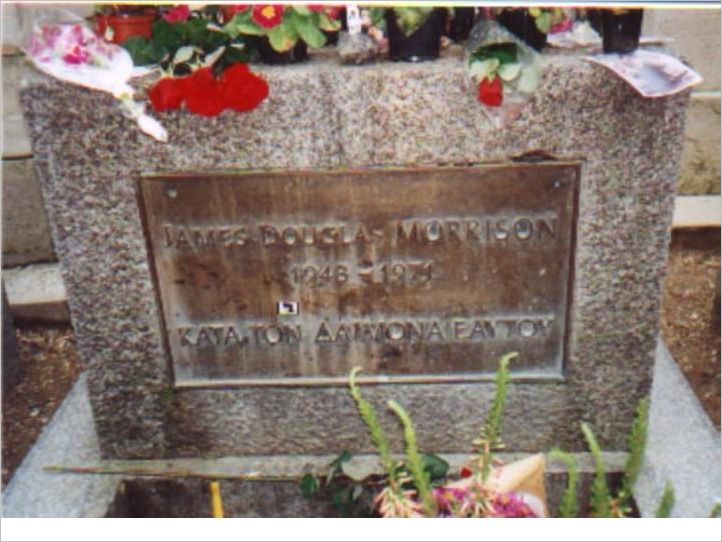 JAMES DOUGLAS MORRISON
1943 - 1971
ΚΑΤΑ ΤΟΝ ΔΑΙΜΟΝΑ ΕΑΥΤΟΥ